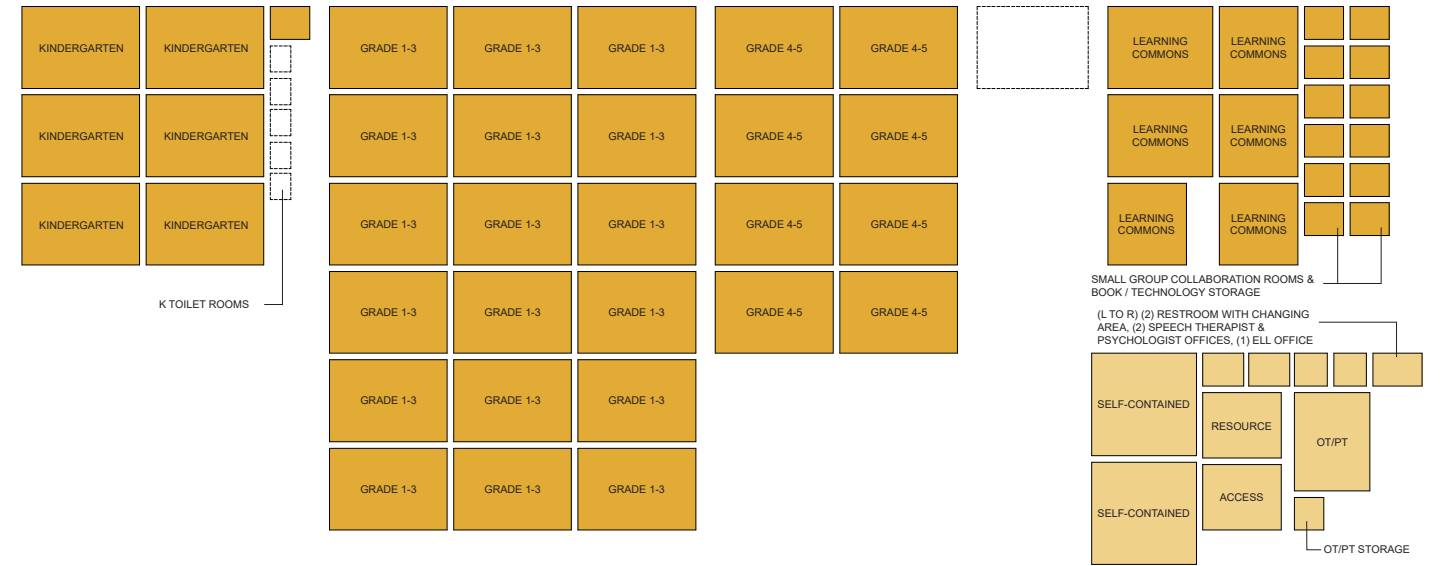 KINDERGARTEN
KINDERGARTEN
GRADE 1-3
GRADE 1-3
GRADE 1-3
GRADE 4-5
GRADE 4-5
LEARNING
COMMONS
LEARNING
COMMONS
KINDERGARTEN
KINDERGARTEN
GRADE 1-3
GRADE 1-3
GRADE 1-3
GRADE 4-5
GRADE 4-5
LEARNING
COMMONS
LEARNING
COMMONS
KINDERGARTEN
KINDERGARTEN
GRADE 1-3
GRADE 1-3
GRADE 1-3
GRADE 4-5
GRADE 4-5
LEARNING
COMMONS
LEARNING
COMMONS
K TOILET ROOMS
GRADE 1-3
GRADE 1-3
GRADE 1-3
GRADE 4-5
GRADE 4-5
SMALL GROUP COLLABORATION ROOMS &
BOOK / TECHNOLOGY STORAGE
(L TO R) (2) RESTROOM WITH CHANGING
AREA, (2) SPEECH THERAPIST &
PSYCHOLOGIST OFFICES, (1) ELL OFFICE
GRADE 1-3
GRADE 1-3
GRADE 1-3
SELF-CONTAINED
RESOURCE
OT/PT
GRADE 1-3
GRADE 1-3
GRADE 1-3
SELF-CONTAINED
ACCESS
OT/PT STORAGE